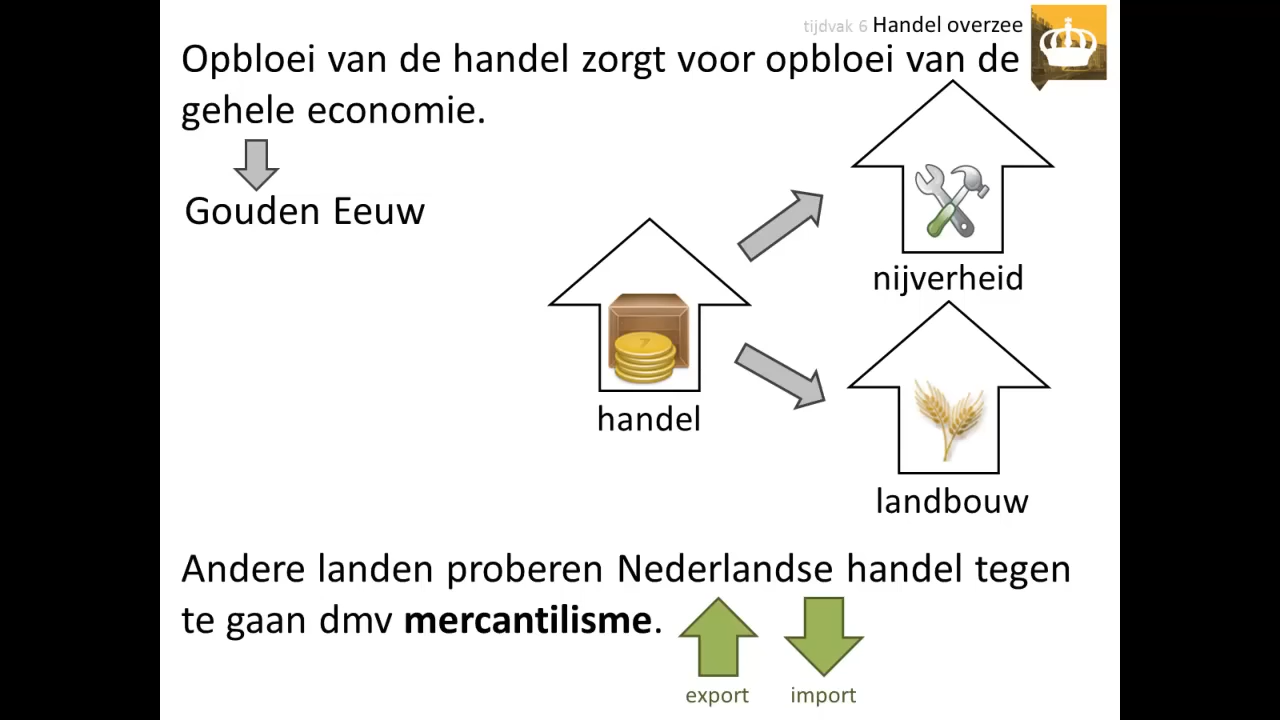 tijdvak 6 Handel overzee
Opbloei van de handel zorgt voor opbloei van de
gehele economie.
Gouden Eeuw
nijverheid
handel
landbouw
Andere landen proberen Nederlandse handel tegen
te gaan dmv mercantilisme.
export import